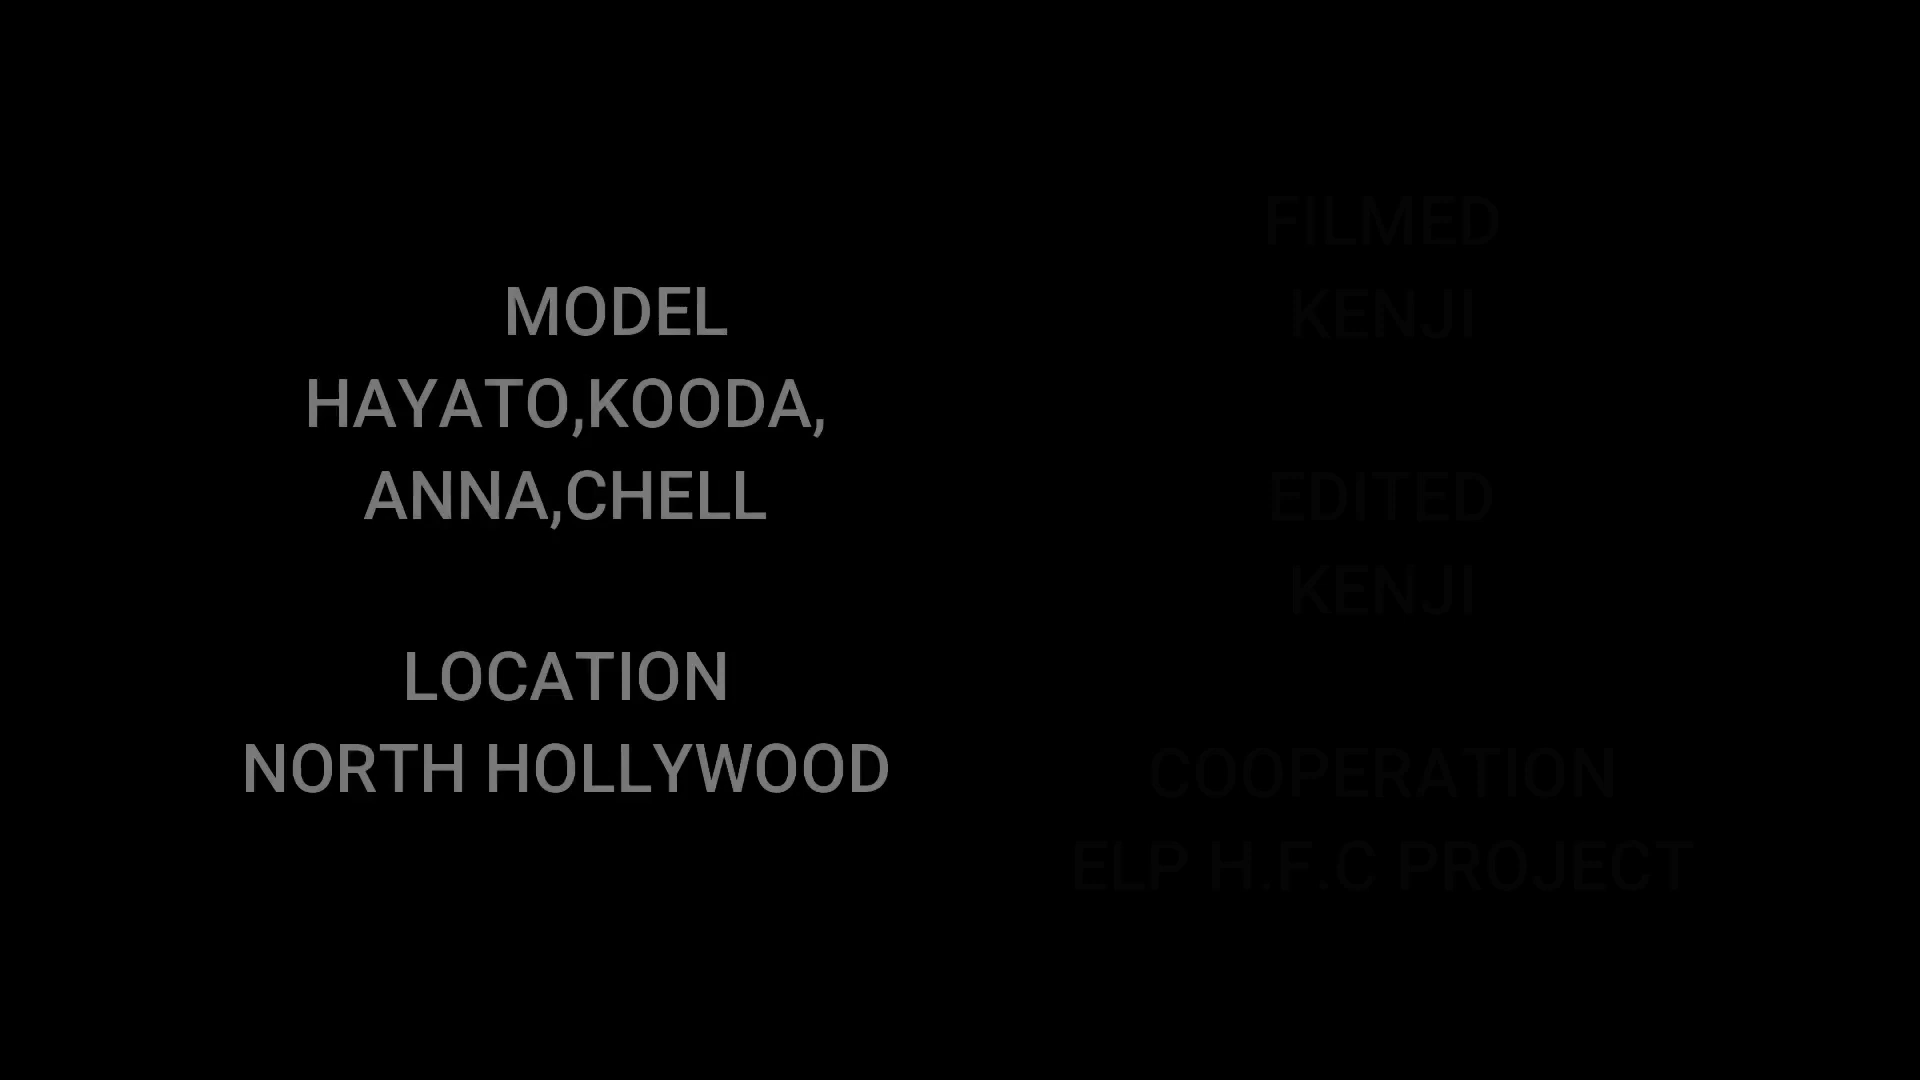 MODEL
HAYATO,KOODA,
ANNA,CHELL
LOCATION
NORTH HOLLYWOOD
FILMED
KENJI
EDITED
KENJI
COOPERATION
ELP H.F.C PROJECT